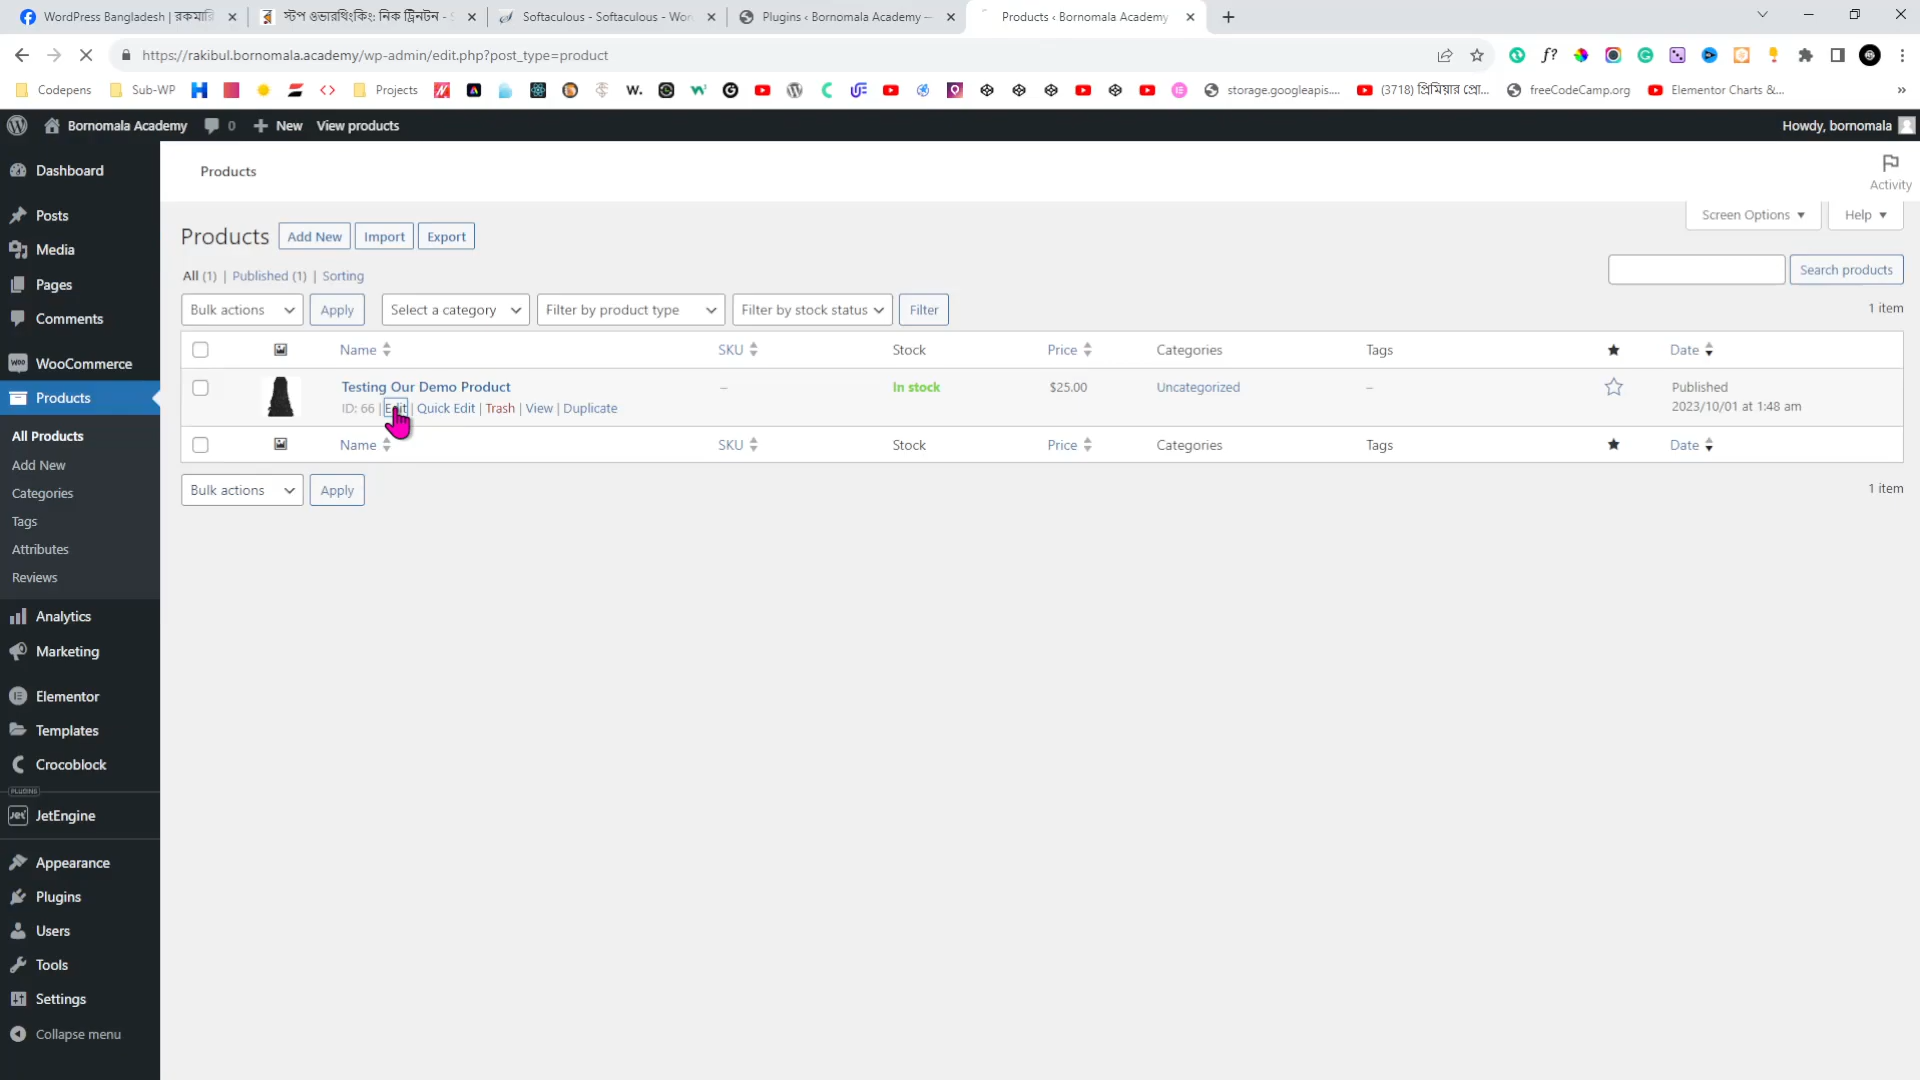 WordPress Bangladesh | রকমারি
স্টপ ওভারথিংকিং: নিক ট্রিনটন - S
Softaculous - Softaculous - Wor
Plugins ‹ Bornomala Academy —
Products ‹ Bornomala Academy
https://rakibul.bornomala.academy/wp-admin/edit.php?post_type=product
Codepens
Sub-WP
Projects
storage.googleapis....
(3718) প্রিমিয়ার প্রো...
freeCodeCamp.org
Elementor Charts &...
Bornomala Academy
0
New
View products
Howdy, bornomala
Dashboard
Posts
Media
Pages
Comments
WooCommerce
Products
All Products
Add New
Categories
Tags
Attributes
Reviews
Analytics
Marketing
Elementor
Templates
Crocoblock
PLUGINS
JetEngine
Appearance
Plugins
Users
Tools
Settings
Collapse menu
Products
Activity
Screen Options
Help
Products
Add New
Import
Export
All (1) | Published (1) | Sorting
Search products
Bulk actions
Apply
Select a category
Filter by product type
Filter by stock status
Filter
1 item
Name SKU Stock Price Categories Tags Date
Testing Our Demo Product – In stock $25.00 Uncategorized – Published
ID: 66 | Edit | Quick Edit | Trash | View | Duplicate
2023/10/01 at 1:48 am
Name SKU Stock Price Categories Tags Date
Bulk actions
Apply
1 item